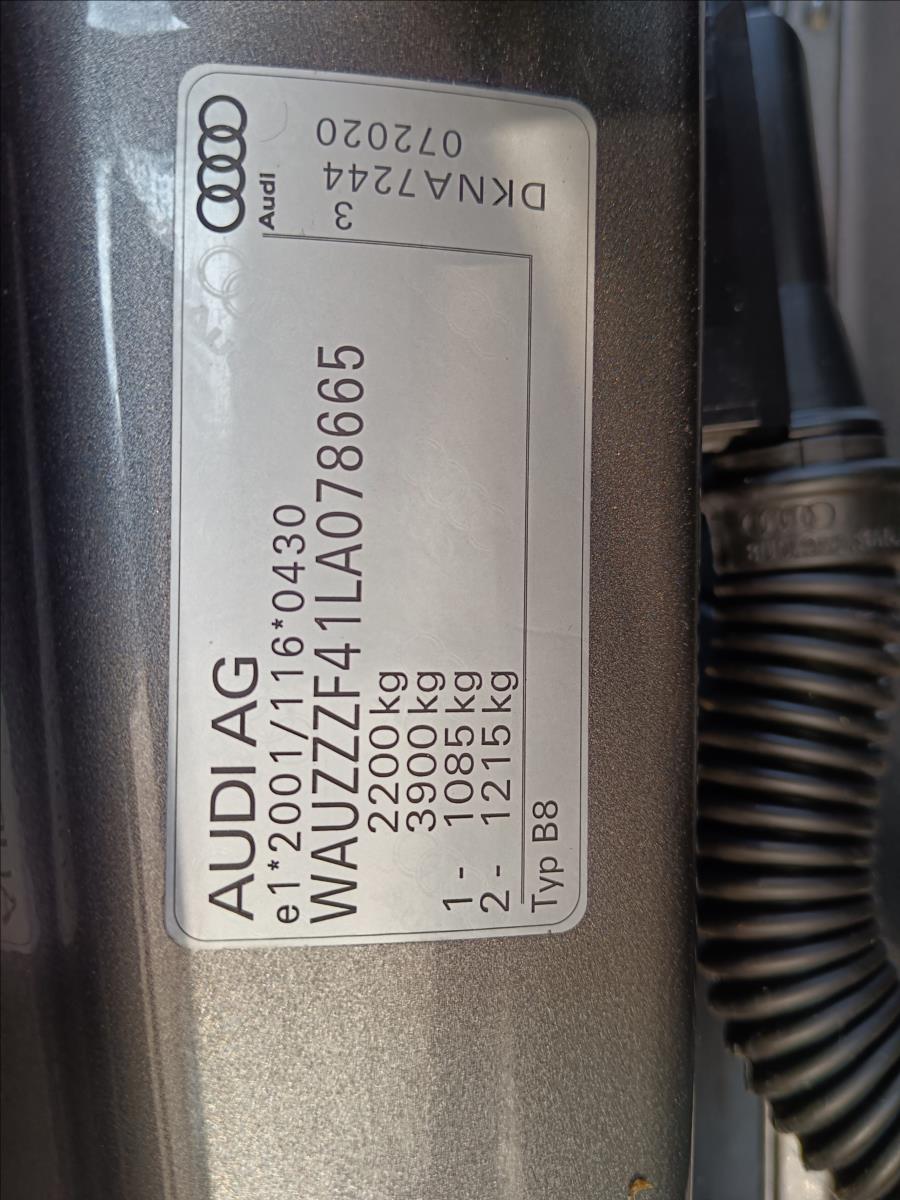 AUDI AG
e1*2001/116*0430
WAUZZZF41LA078665
2200 kg
3900 kg
1 - 1085 kg
2 - 1215 kg
Typ B8
Audi
3
DKNA7244
072020